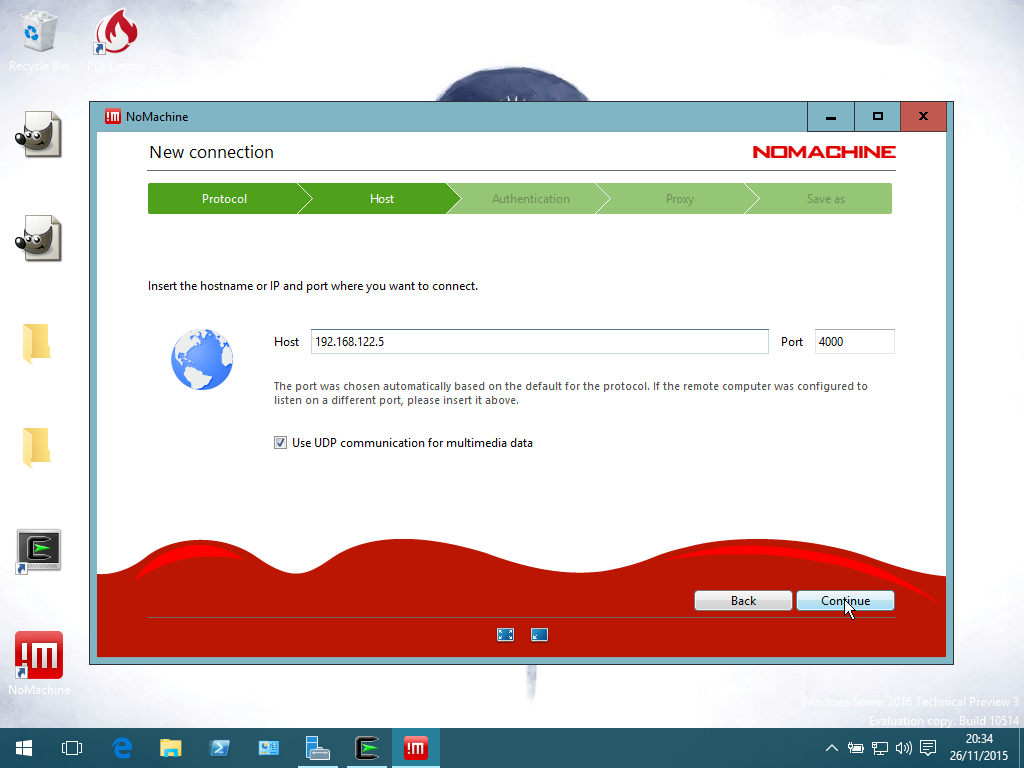 Recycle Bin
PDFCreator
NoMachine
New connection
NOMACHINE
Protocol
Host
Authentication
Proxy
Save as
Insert the hostname or IP and port where you want to connect.
Host
192.168.122.5
Port
4000
The port was chosen automatically based on the default for the protocol. If the remote computer was configured to
listen on a different port, please insert it above.
Use UDP communication for multimedia data
Back
Continue
!M
NoMachine
Windows Server 2016 Technical Preview 3
Evaluation copy. Build 10514
20:34
26/11/2015